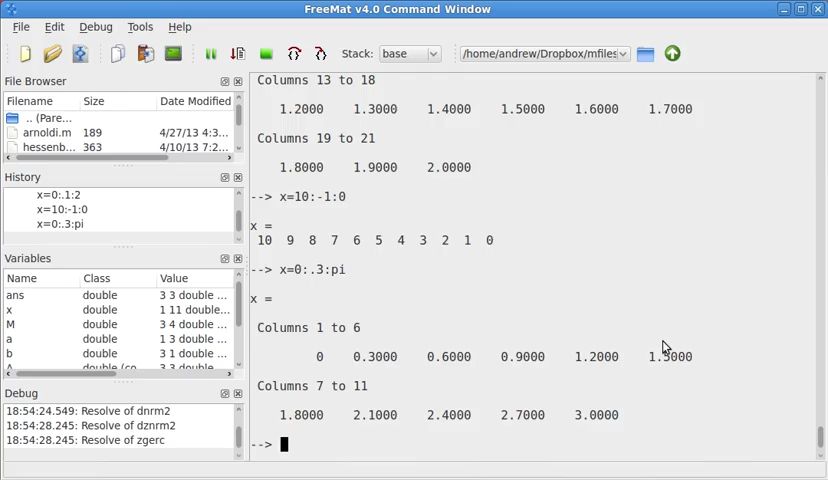 FreeMat v4.0 Command Window
File Edit Debug Tools Help
Stack: base /home/andrew/Dropbox/mfiles
File Browser
Filename Size Date Modified
.. (Pare...
arnoldi.m 189 4/27/13 4:3...
hessenb... 363 4/10/13 7:2...
History
x=0:.1:2
x=10:-1:0
x=0:.3:pi
Variables
Name Class Value
ans double 3 3 double ...
x double 1 11 double...
M double 3 4 double ...
a double 1 3 double ...
b double 3 1 double ...
Debug
18:54:24.549: Resolve of dnrm2
18:54:28.245: Resolve of dznrm2
18:54:28.245: Resolve of zgerc
Columns 13 to 18
1.2000 1.3000 1.4000 1.5000 1.6000 1.7000
Columns 19 to 21
1.8000 1.9000 2.0000
--> x=10:-1:0
x =
10 9 8 7 6 5 4 3 2 1 0
--> x=0:.3:pi
x =
Columns 1 to 6
0 0.3000 0.6000 0.9000 1.2000 1.5000
Columns 7 to 11
1.8000 2.1000 2.4000 2.7000 3.0000
-->